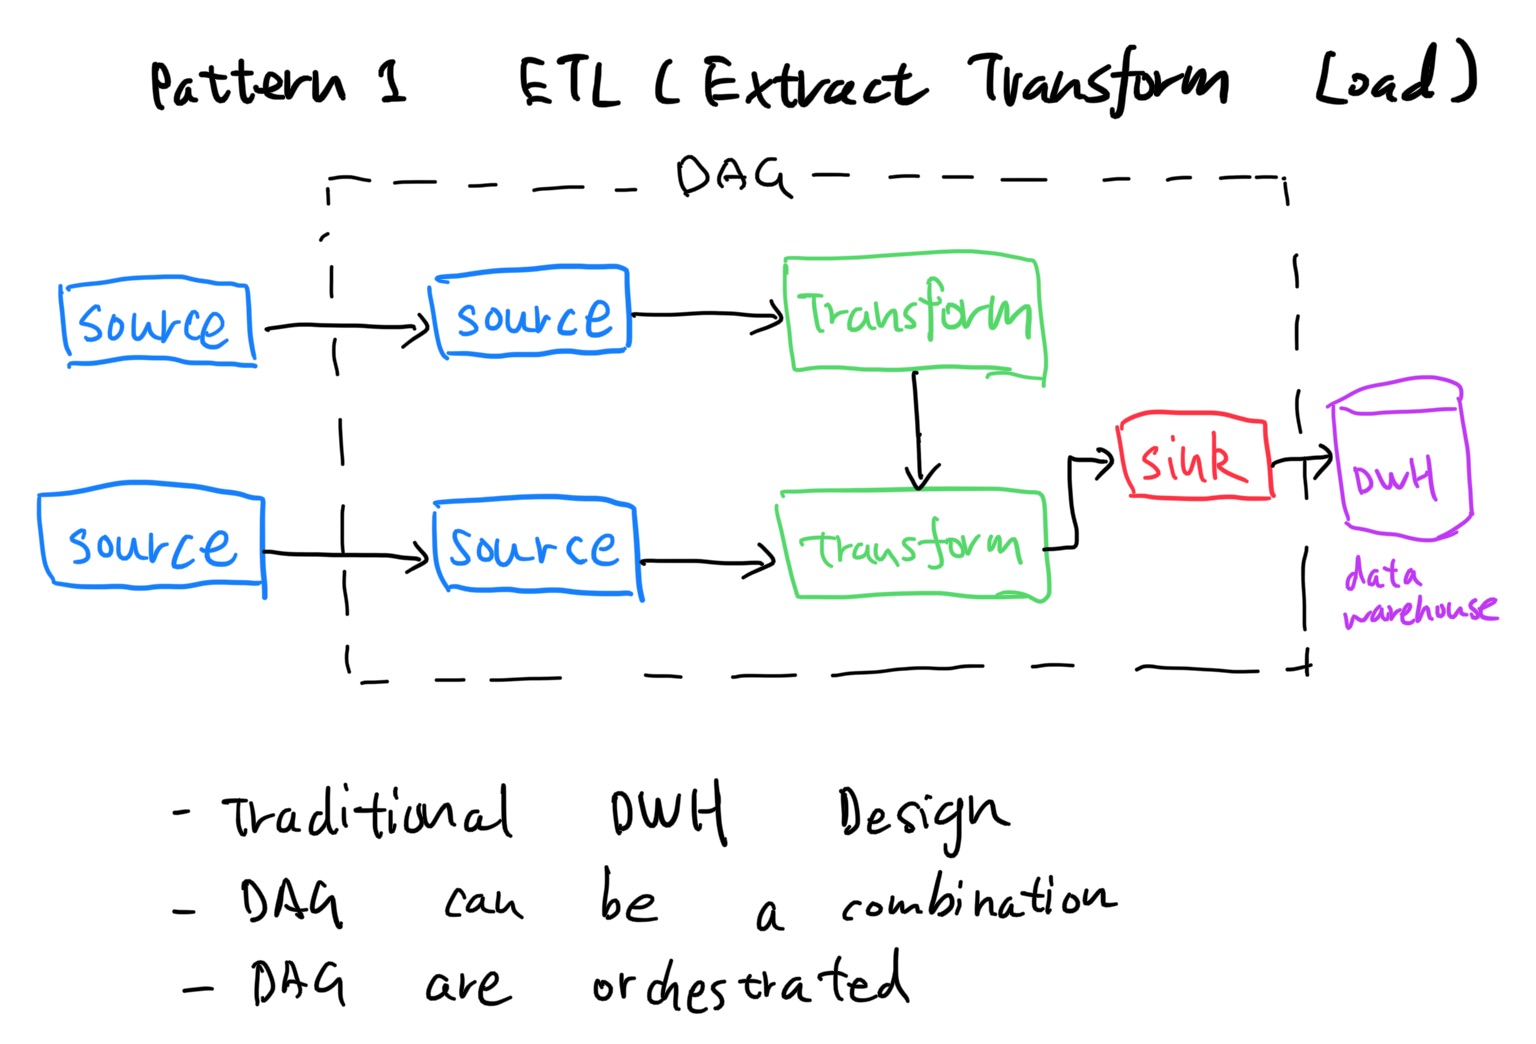 Pattern 1 ETL (Extract Transform Load)
DAG
source
source
Transform
source
source
transform
sink
DWH
data
warehouse
- Traditional DWH Design
- DAG can be a combination
- DAG are orchestrated